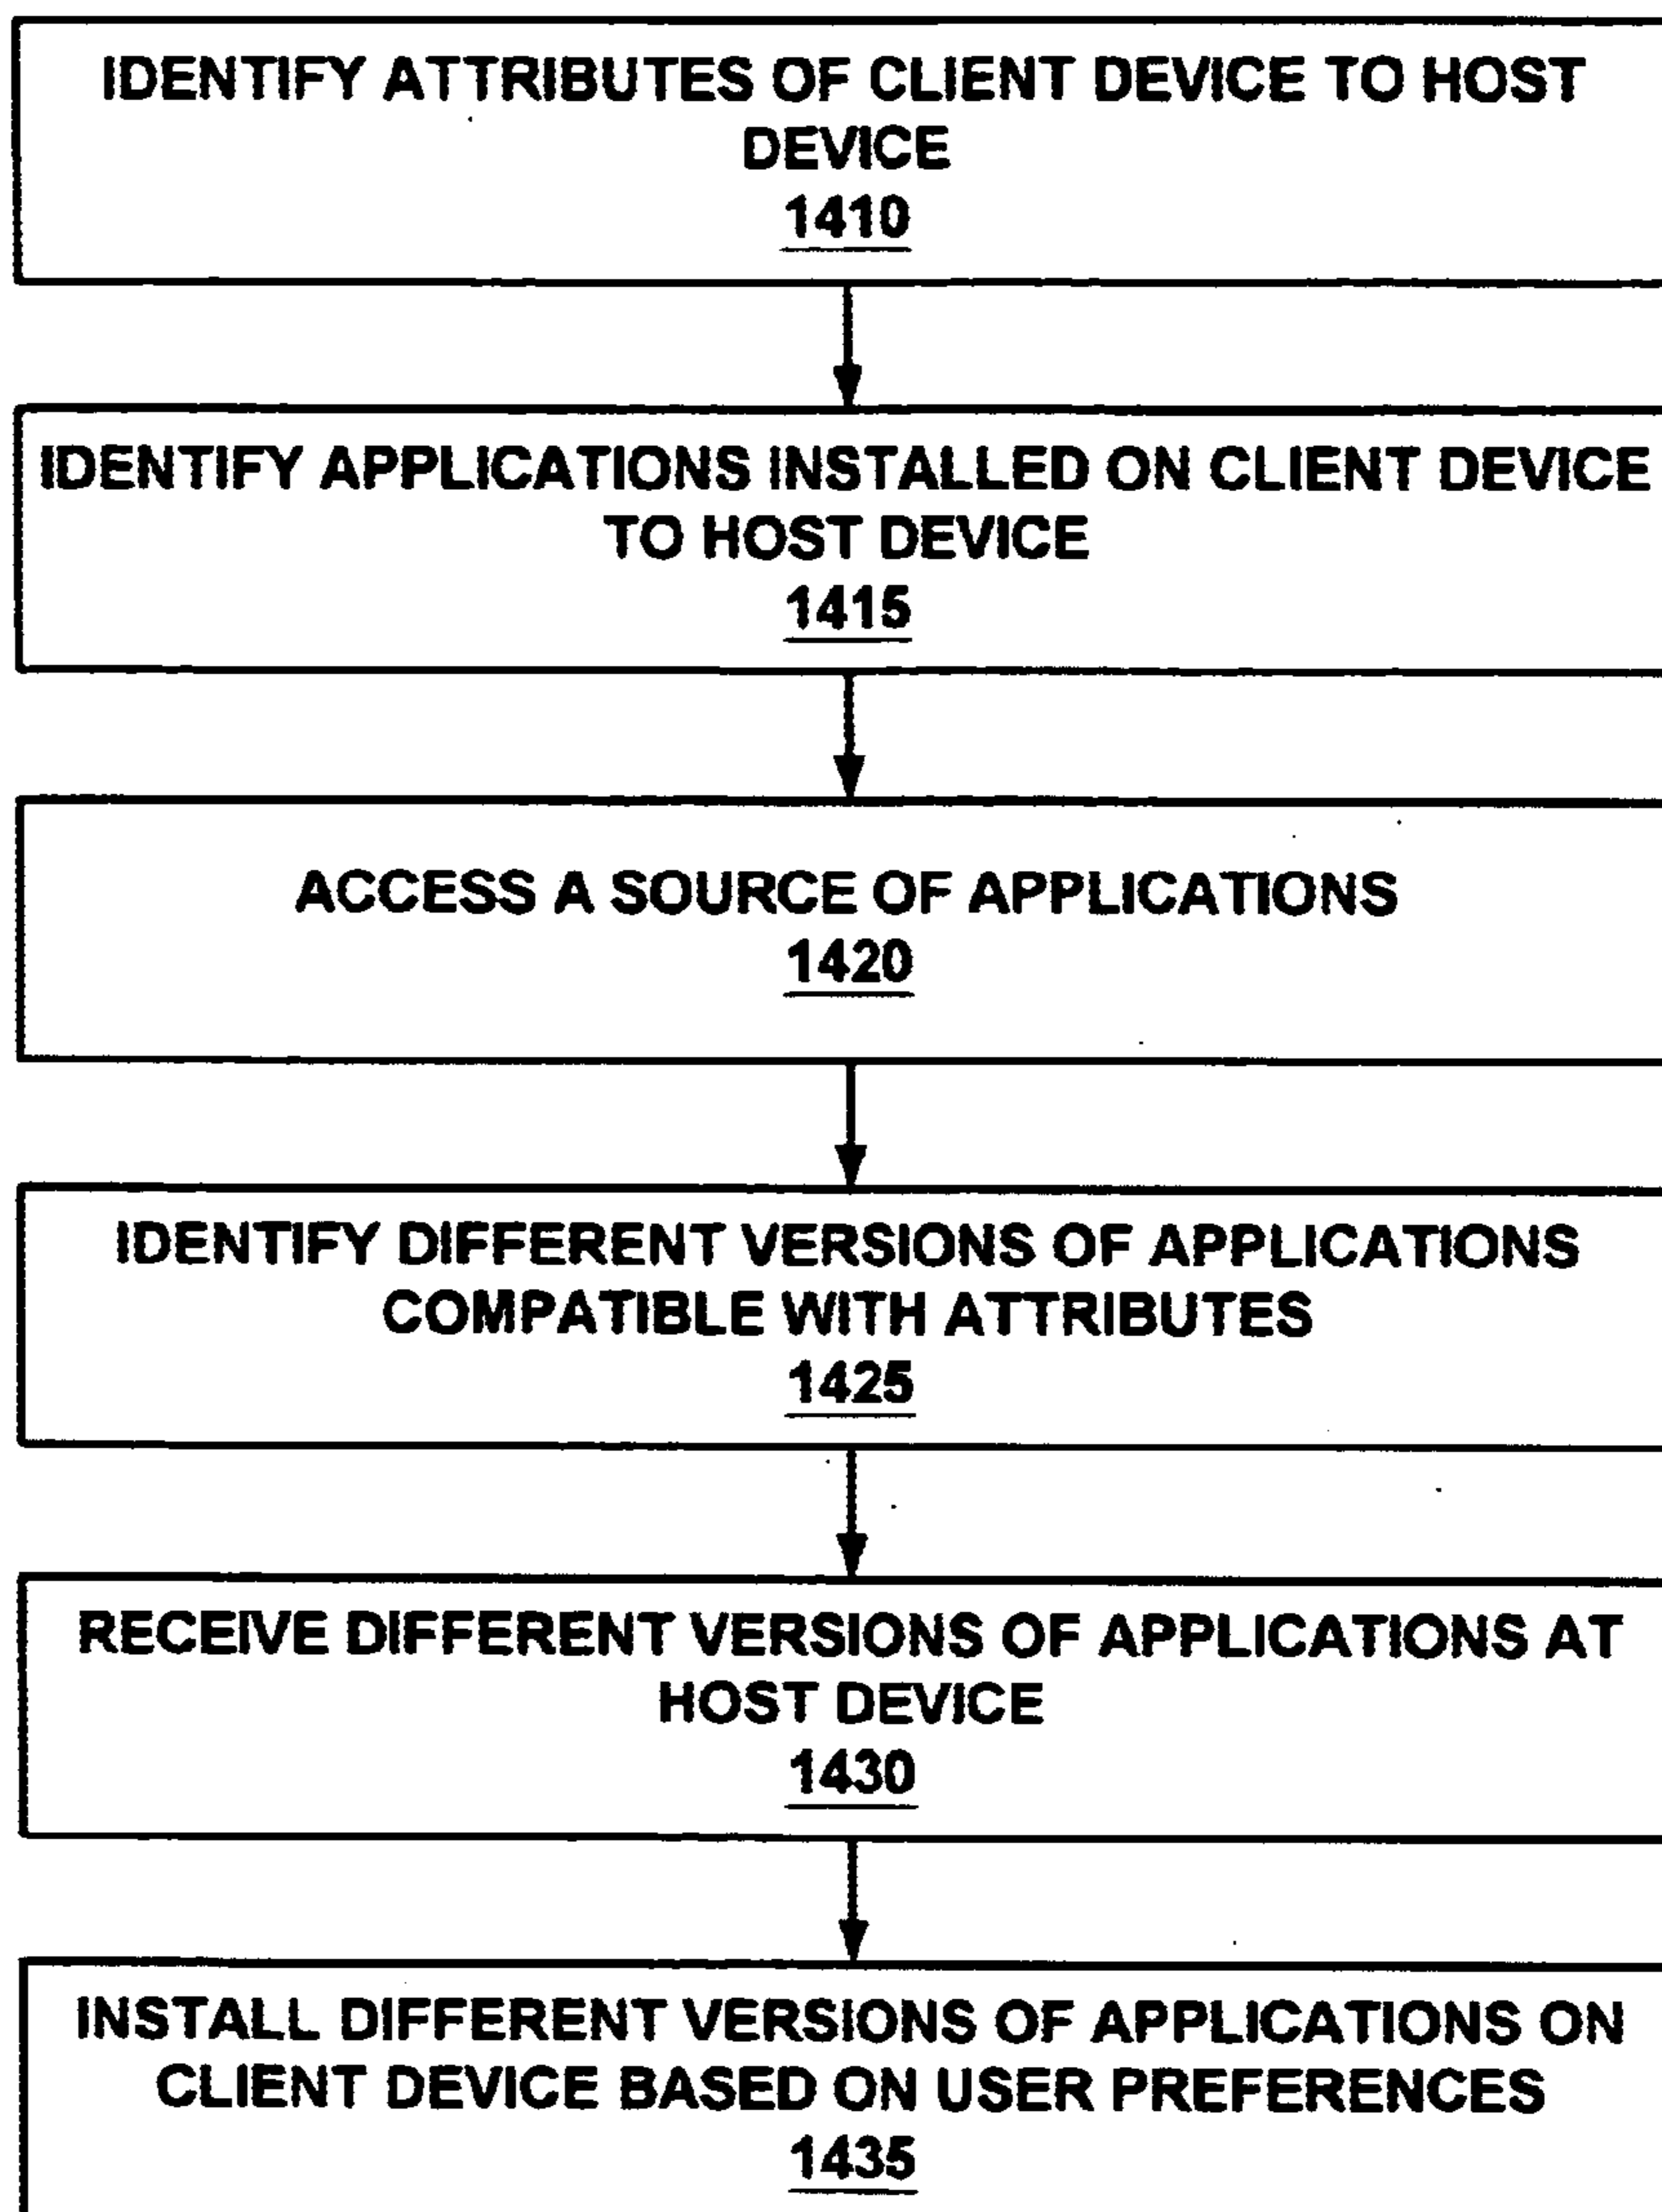 IDENTIFY ATTRIBUTES OF CLIENT DEVICE TO HOST
DEVICE
1410
IDENTIFY APPLICATIONS INSTALLED ON CLIENT DEVICE
TO HOST DEVICE
1415
ACCESS A SOURCE OF APPLICATIONS
1420
IDENTIFY DIFFERENT VERSIONS OF APPLICATIONS
COMPATIBLE WITH ATTRIBUTES
1425
RECEIVE DIFFERENT VERSIONS OF APPLICATIONS AT
HOST DEVICE
1430
INSTALL DIFFERENT VERSIONS OF APPLICATIONS ON
CLIENT DEVICE BASED ON USER PREFERENCES
1435